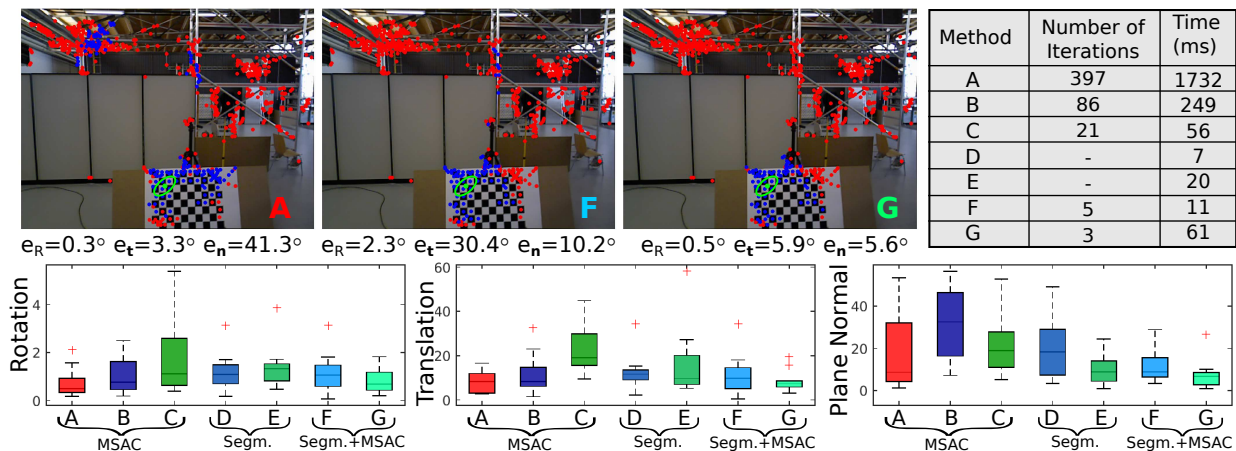 A
F
G
e_R=0.3° e_t=3.3° e_n=41.3°
e_R=2.3° e_t=30.4° e_n=10.2°
e_R=0.5° e_t=5.9° e_n=5.6°
Method Number of Iterations Time (ms)
A 397 1732
B 86 249
C 21 56
D - 7
E - 20
F 5 11
G 3 61
Rotation
4
2
0
A B C D E F G
MSAC Segm. Segm.+MSAC
Translation
60
40
20
0
A B C D E F G
MSAC Segm. Segm.+MSAC
Plane Normal
40
20
0
A B C D E F G
MSAC Segm. Segm.+MSAC